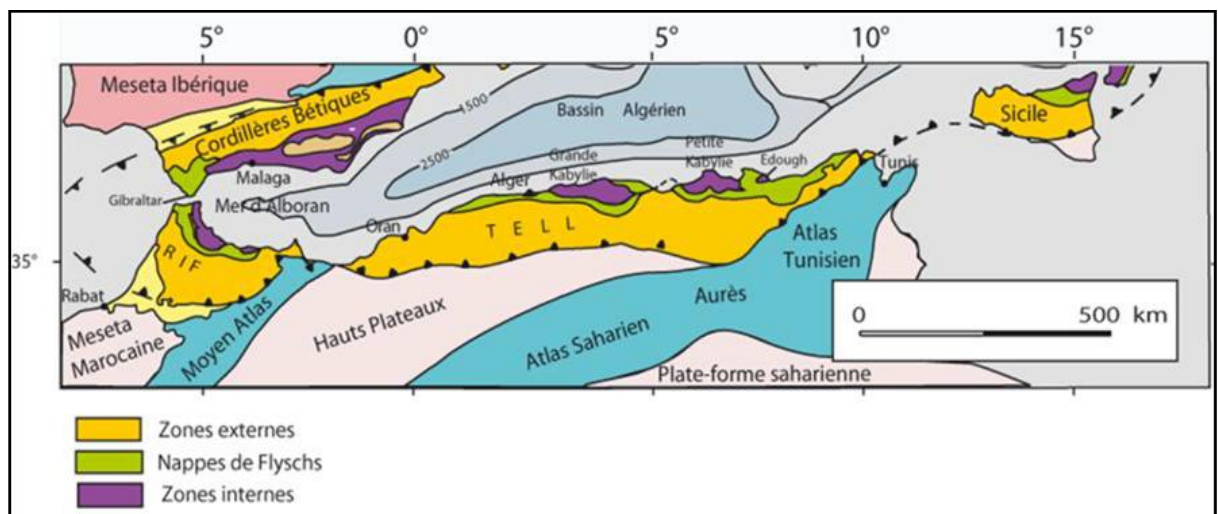 5° 0° 5° 10° 15°
Meseta Ibérique
Cordillères Bétiques
1500
Bassin Algérien
2500
Sicile
Malaga
Gibraltar
Mer d'Alboran
Alger
Grande
Kabylie
Petite
Kabylie
Edough
Tunis
Oran
TELL
RIF
35°
Rabat
Atlas
Tunisien
Meseta
Marocaine
Moyen Atlas
Hauts Plateaux
Aurès
Atlas Saharien
Plate-forme saharienne
0 500 km
Zones externes
Nappes de Flyschs
Zones internes